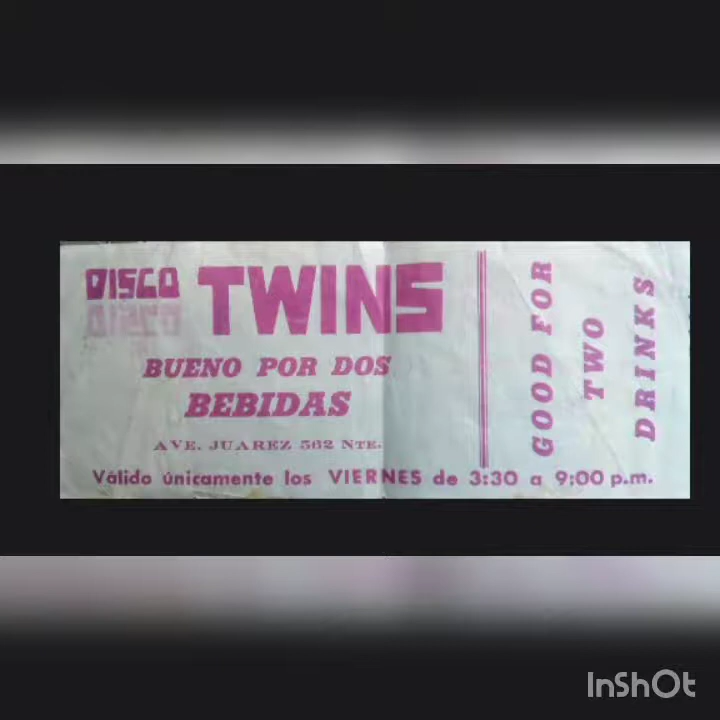 DISCO TWINS
BUENO POR DOS
BEBIDAS
AVE. JUAREZ 562 NTE.
Válido únicamente los VIERNES de 3:30 a 9:00 p.m.
GOOD FOR
TWO
DRINKS
InShOt